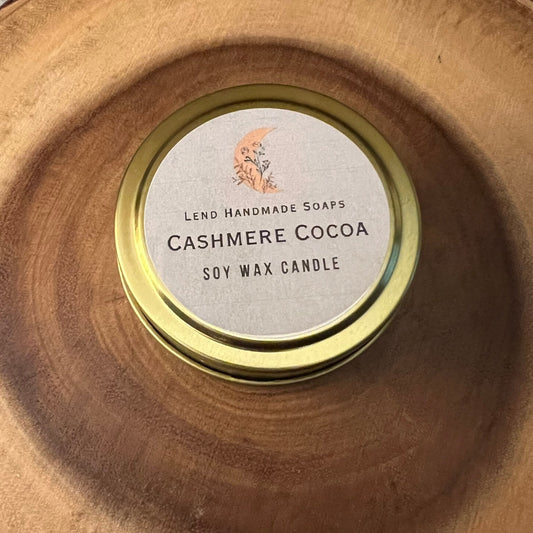 Lend Handmade Soaps
Cashmere Cocoa
SOY WAX CANDLE